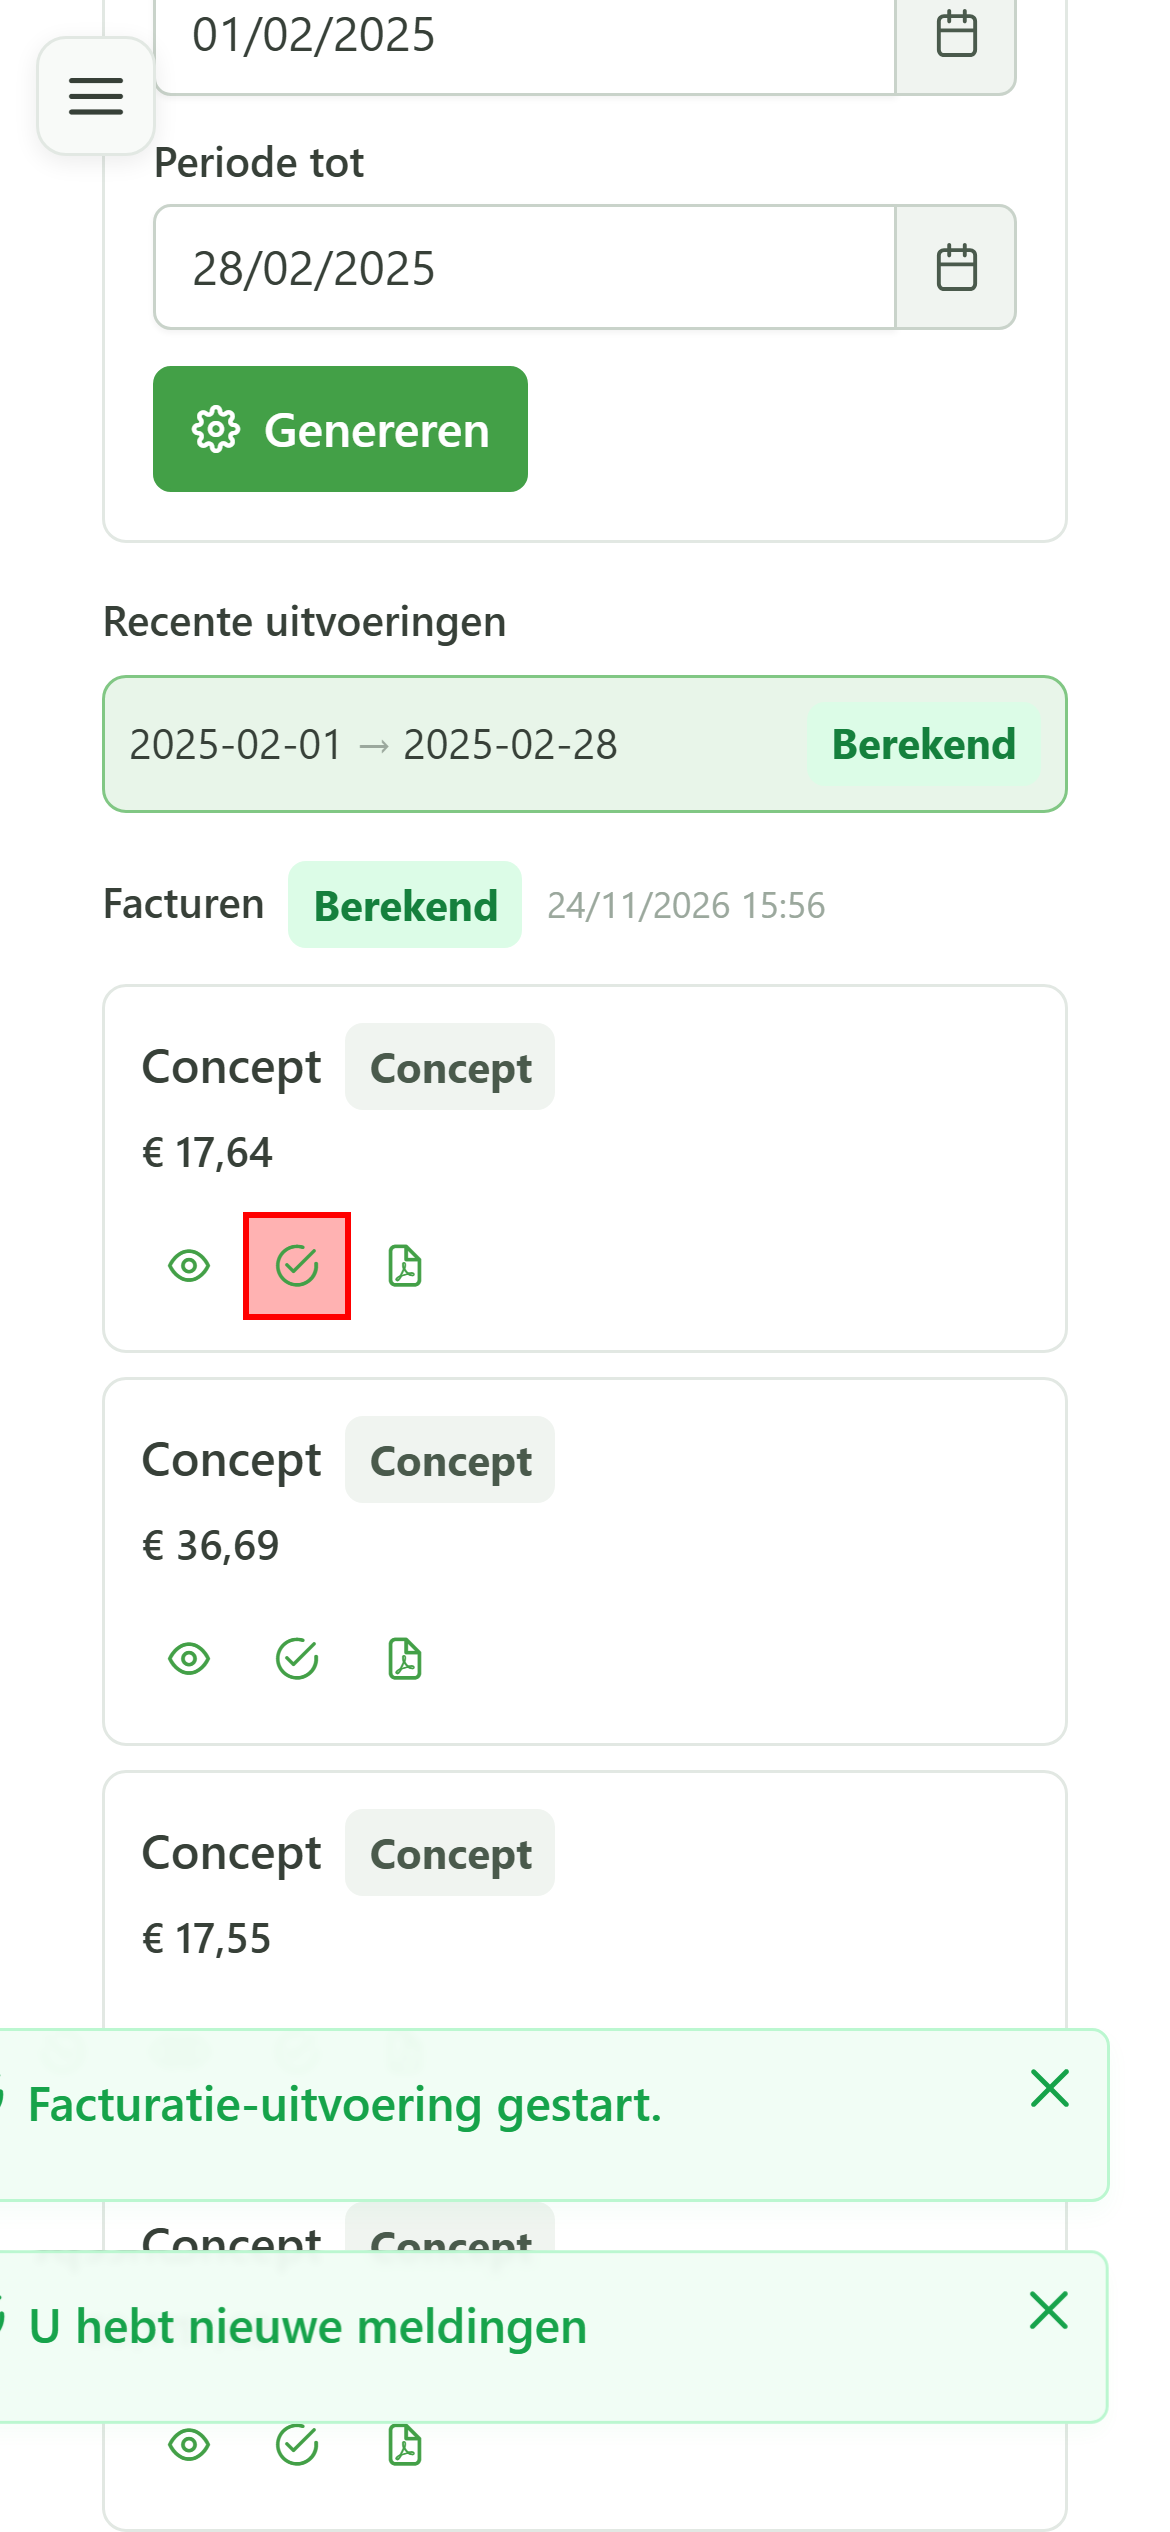 01/02/2025
Periode tot
28/02/2025
Genereren
Recente uitvoeringen
2025-02-01 → 2025-02-28 Berekend
Facturen Berekend 24/11/2026 15:56
Concept Concept
€ 17,64
Concept Concept
€ 36,69
Concept Concept
€ 17,55
Facturatie-uitvoering gestart.
Concept Concept
U hebt nieuwe meldingen